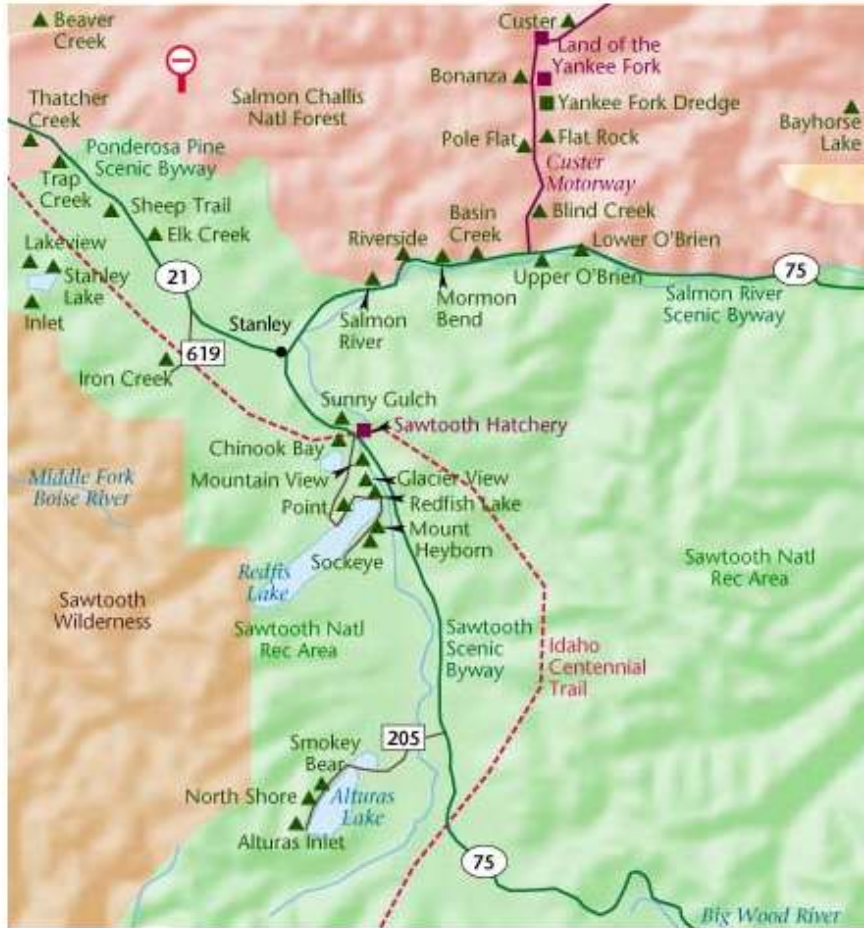 Beaver
Creek
Custer
Land of the
Yankee Fork
Bonanza
Thatcher
Creek
Salmon Challis
Natl Forest
Yankee Fork Dredge
Bayhorse
Lake
Ponderosa Pine
Scenic Byway
Pole Flat
Flat Rock
Trap
Creek
Custer
Motorway
Sheep Trail
Basin
Creek
Blind Creek
Lakeview
Elk Creek
Riverside
Lower O'Brien
Stanley
Lake
21
Upper O'Brien
75
Mormon
Bend
Salmon River
Scenic Byway
Inlet
Stanley
Salmon
River
619
Iron Creek
Sunny Gulch
Sawtooth Hatchery
Chinook Bay
Middle Fork
Boise River
Mountain View
Glacier View
Point
Redfish Lake
Mount
Heyborn
Sockeye
Redfis
Lake
Sawtooth Natl
Rec Area
Sawtooth
Wilderness
Sawtooth Natl
Rec Area
Sawtooth
Scenic
Byway
Idaho
Centennial
Trail
205
Smokey
Bear
North Shore
Alturas
Lake
Alturas Inlet
75
Big Wood River